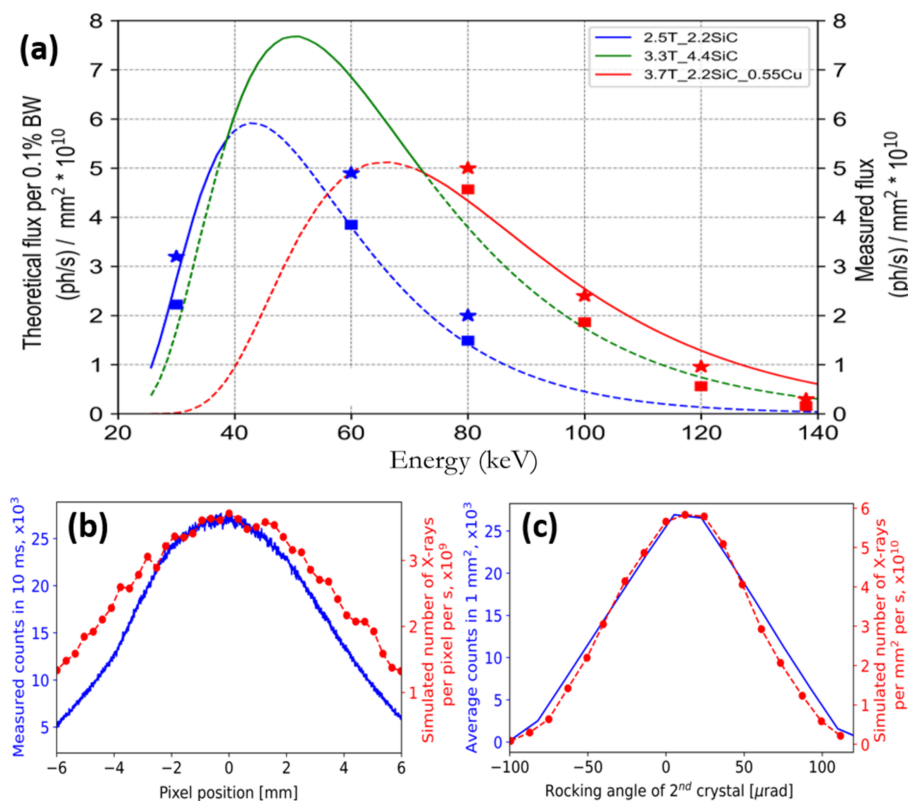 (a)
Theoretical flux per 0.1% BW
(ph/s) / mm² * 10¹⁰
8
7
6
5
4
3
2
1
0
2.5T_2.2SiC
3.3T_4.4SiC
3.7T_2.2SiC_0.55Cu
8
7
6
5
4
3
2
1
0
Measured flux
(ph/s) / mm² * 10¹⁰
20 40 60 80 100 120 140
Energy (keV)
(b)
Measured counts in 10 ms, x10³
25
20
15
10
5
3
2
1
Simulated number of X-rays
per pixel per s, x10⁹
−6 −4 −2 0 2 4 6
Pixel position [mm]
(c)
Average counts in 1 mm², x10³
25
20
15
10
5
0
6
5
4
3
2
1
0
Simulated number of X-rays
per mm² per s, x10¹⁰
−100 −50 0 50 100
Rocking angle of 2ⁿᵈ crystal [μrad]